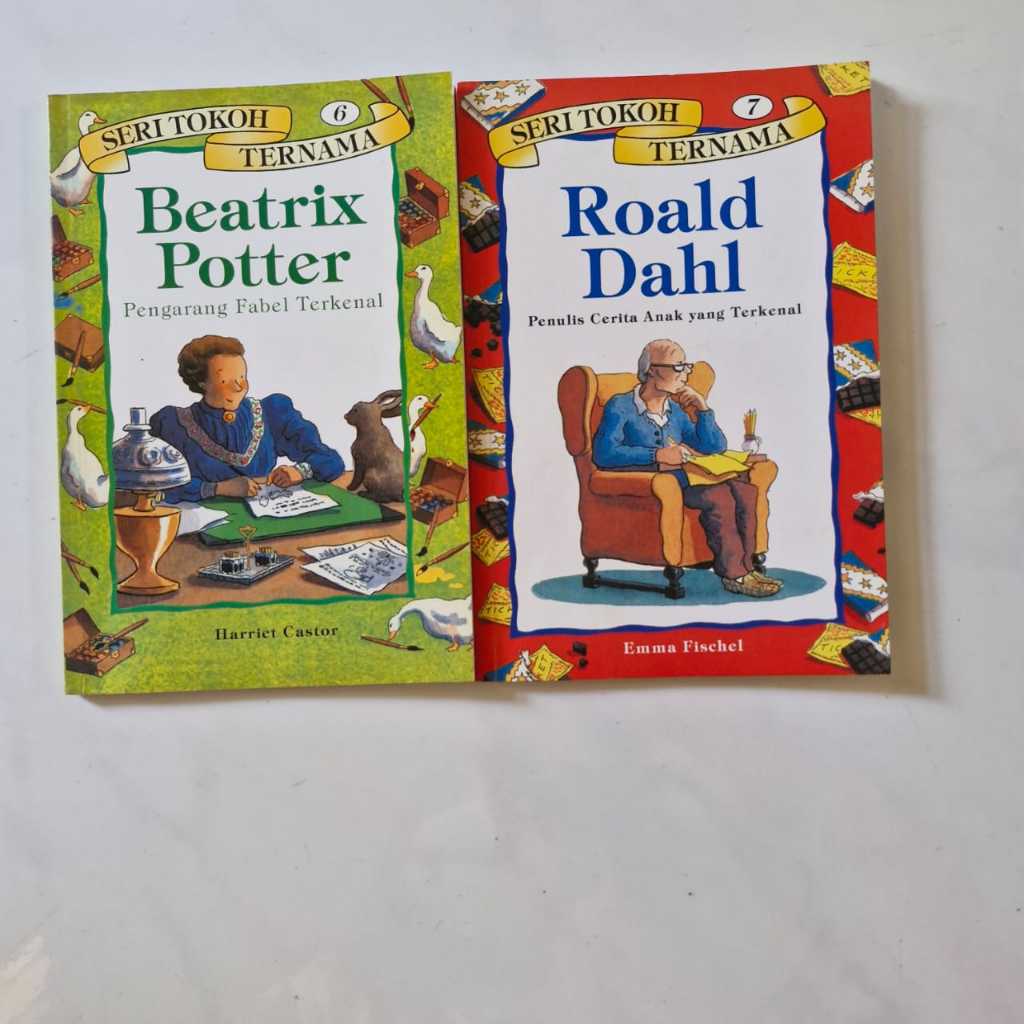 SERI TOKOH
TERNAMA
6
Beatrix
Potter
Pengarang Fabel Terkenal
Harriet Castor
SERI TOKOH
TERNAMA
7
Roald
Dahl
Penulis Cerita Anak yang Terkenal
Emma Fischel